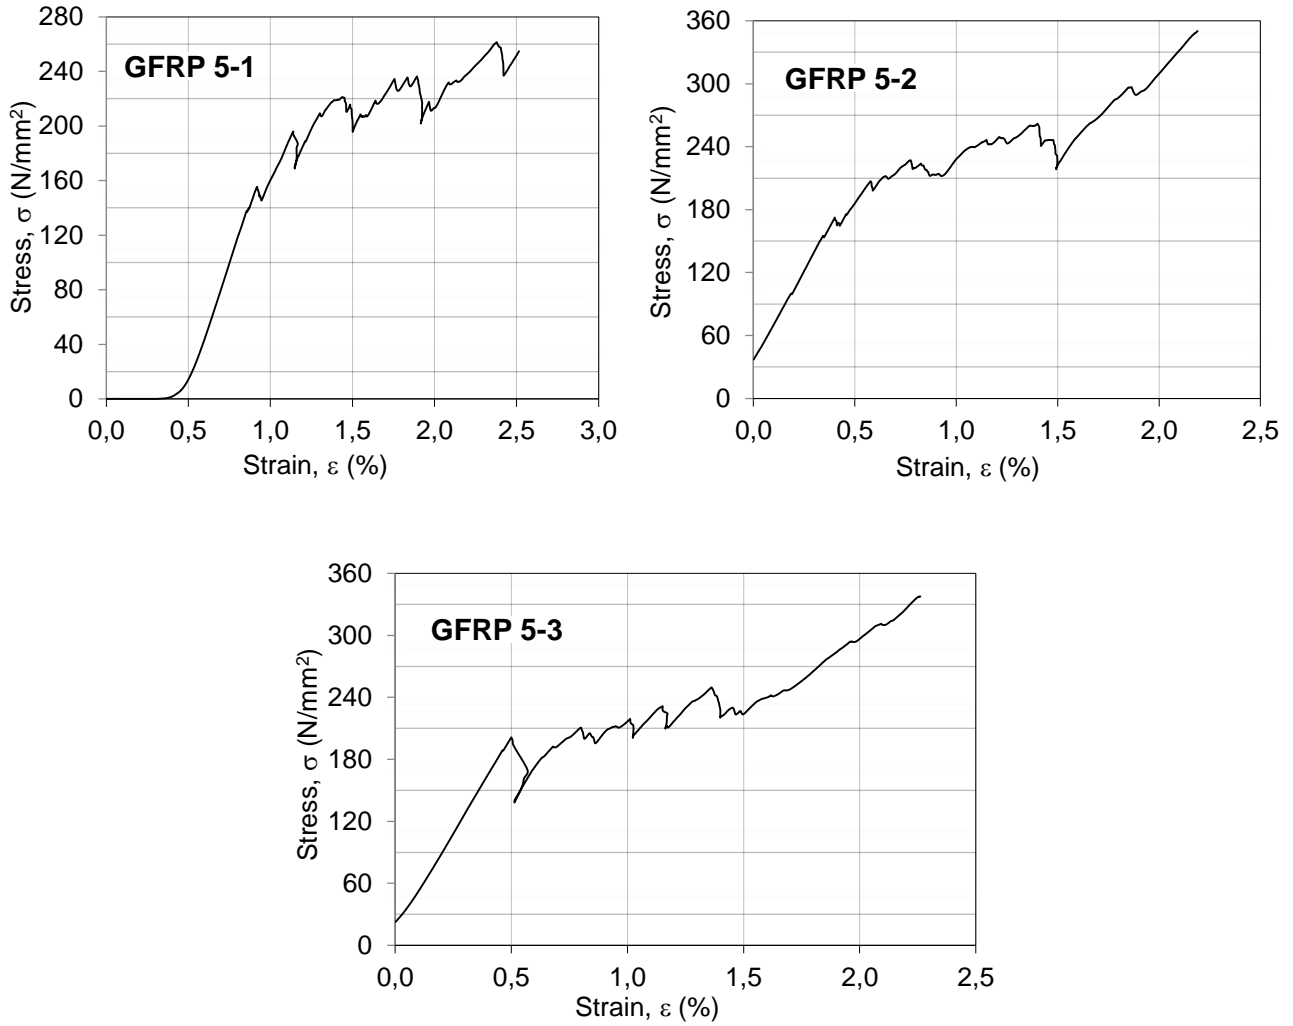 GFRP 5-1
Stress, σ (N/mm²)
280
240
200
160
120
80
40
0
0,0 0,5 1,0 1,5 2,0 2,5 3,0
Strain, ε (%)
GFRP 5-2
Stress, σ (N/mm²)
360
300
240
180
120
60
0
0,0 0,5 1,0 1,5 2,0 2,5
Strain, ε (%)
GFRP 5-3
Stress, σ (N/mm²)
360
300
240
180
120
60
0
0,0 0,5 1,0 1,5 2,0 2,5
Strain, ε (%)